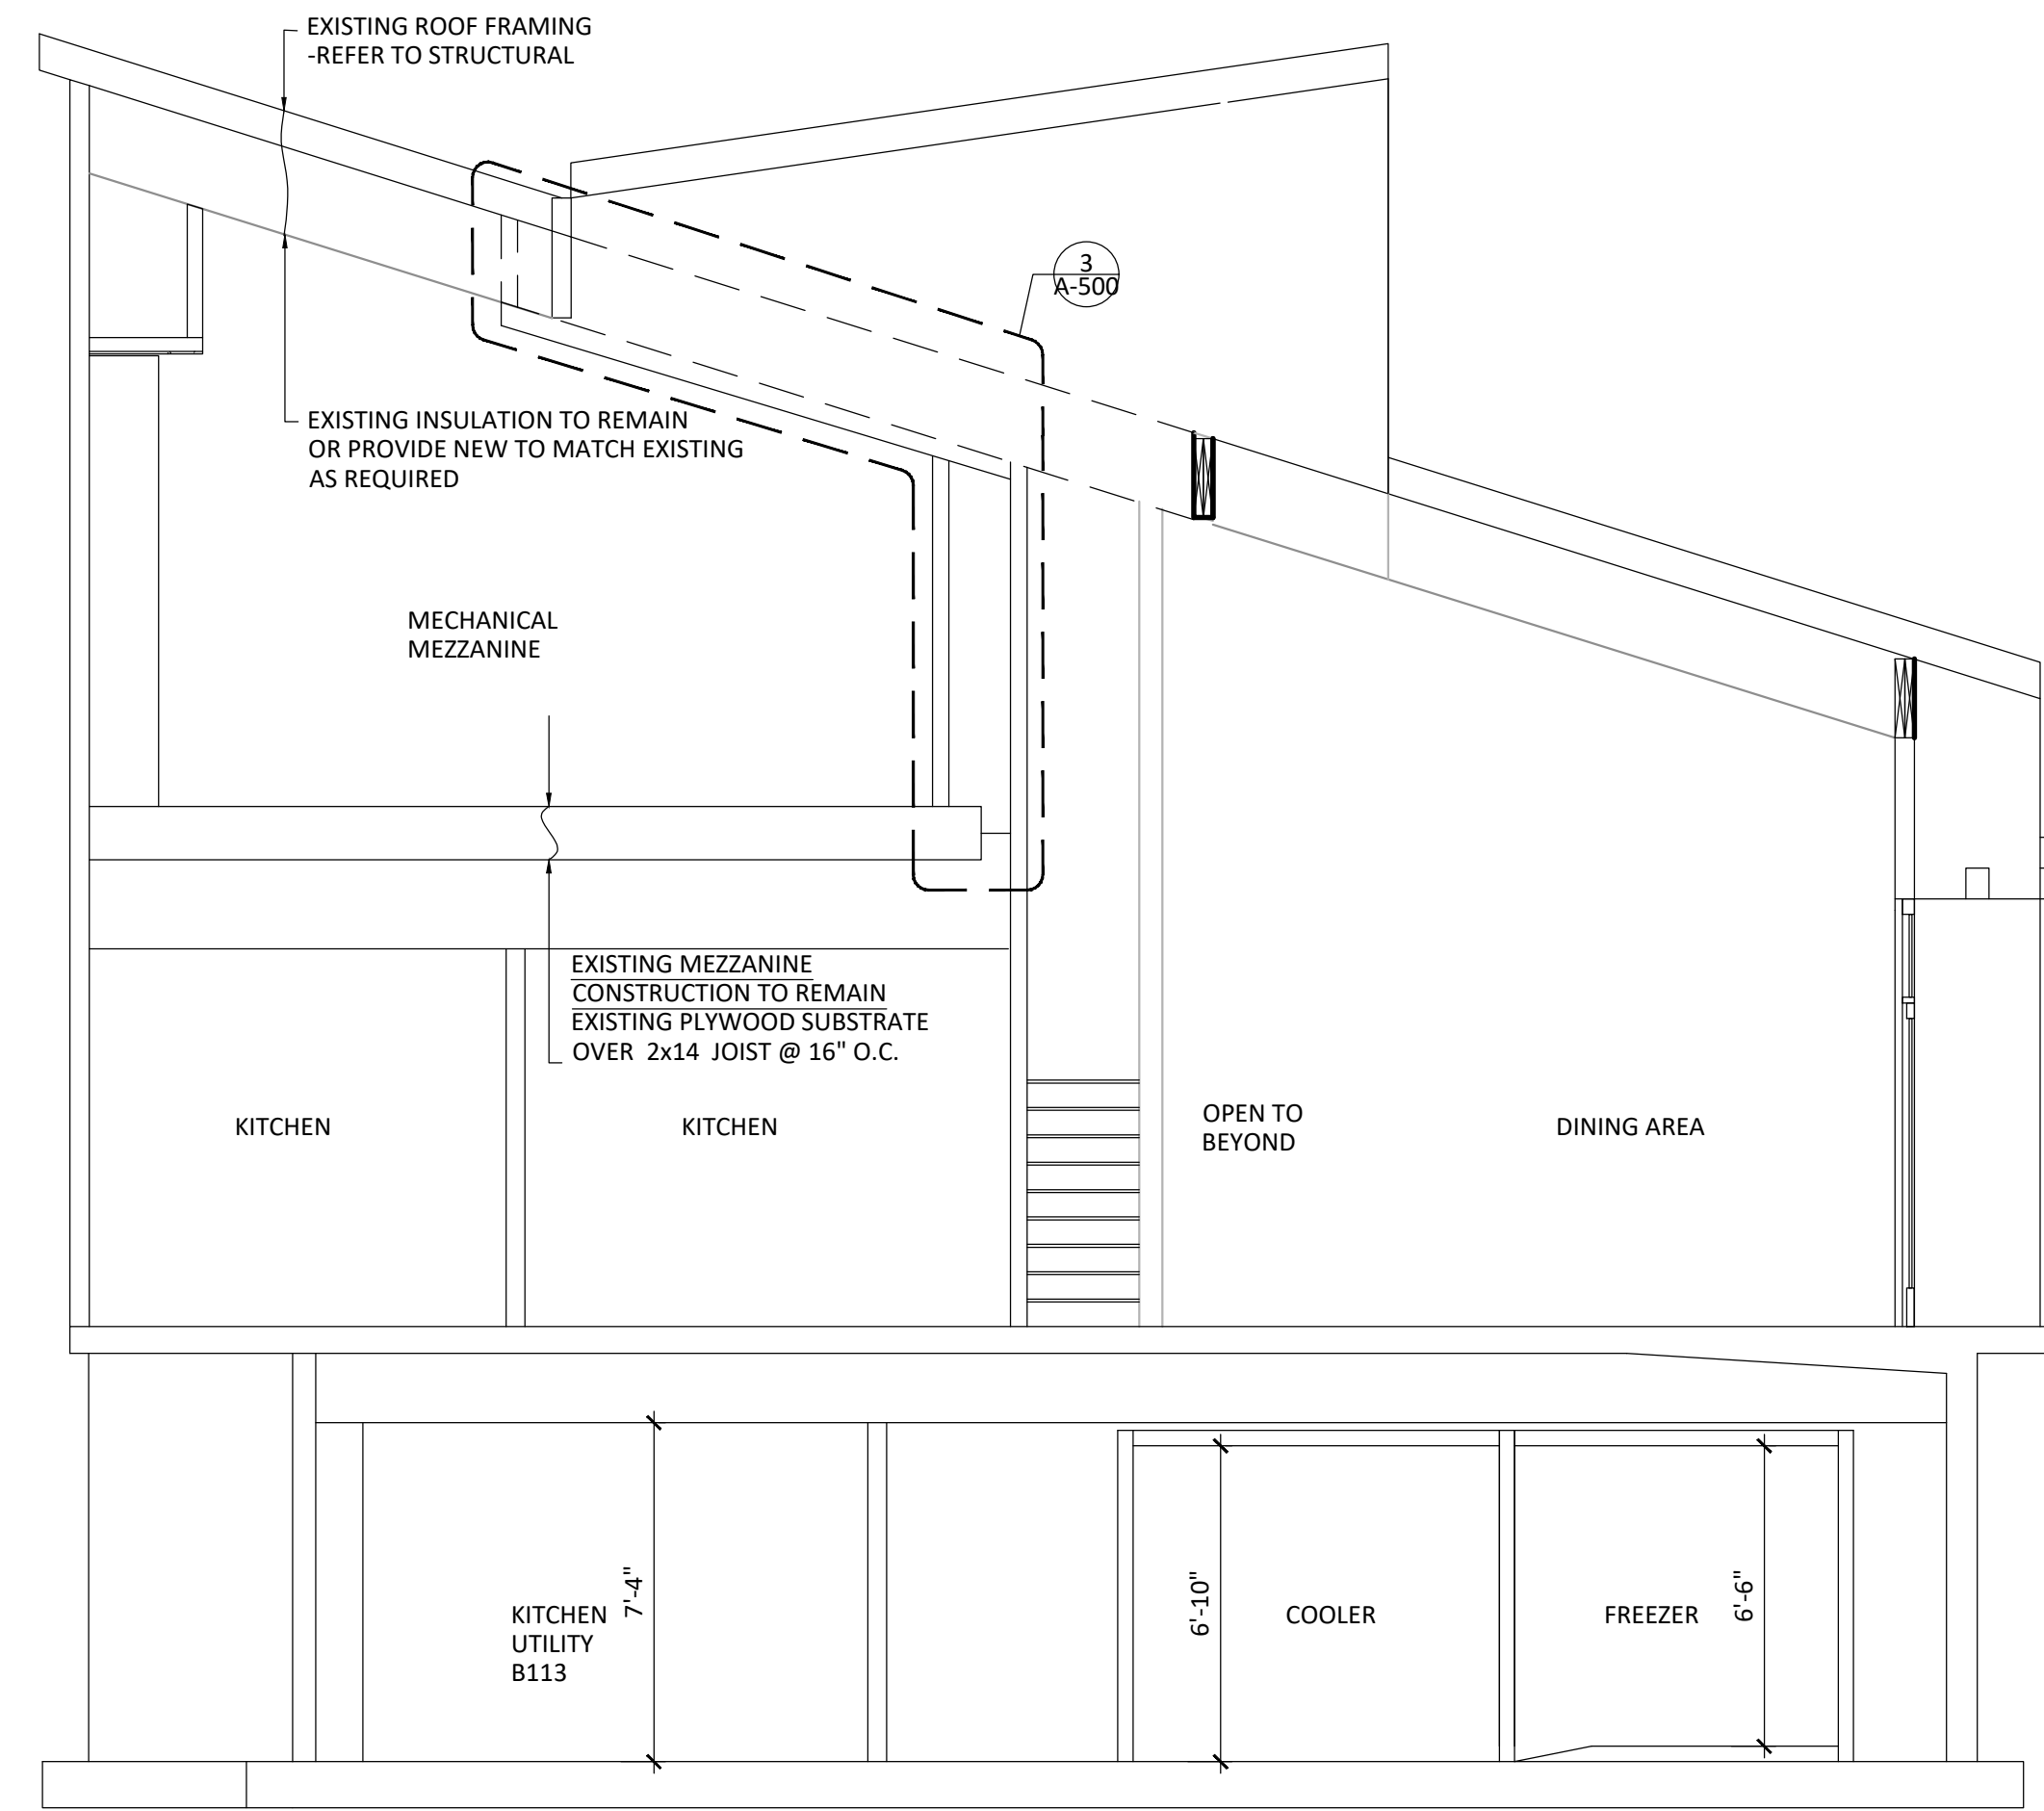 EXISTING ROOF FRAMING
-REFER TO STRUCTURAL
3
A-500
EXISTING INSULATION TO REMAIN
OR PROVIDE NEW TO MATCH EXISTING
AS REQUIRED
MECHANICAL
MEZZANINE
EXISTING MEZZANINE
CONSTRUCTION TO REMAIN
EXISTING PLYWOOD SUBSTRATE
OVER 2x14 JOIST @ 16" O.C.
KITCHEN
KITCHEN
OPEN TO
BEYOND
DINING AREA
KITCHEN
UTILITY
B113
7'-4"
6'-10"
COOLER
FREEZER
6'-6"